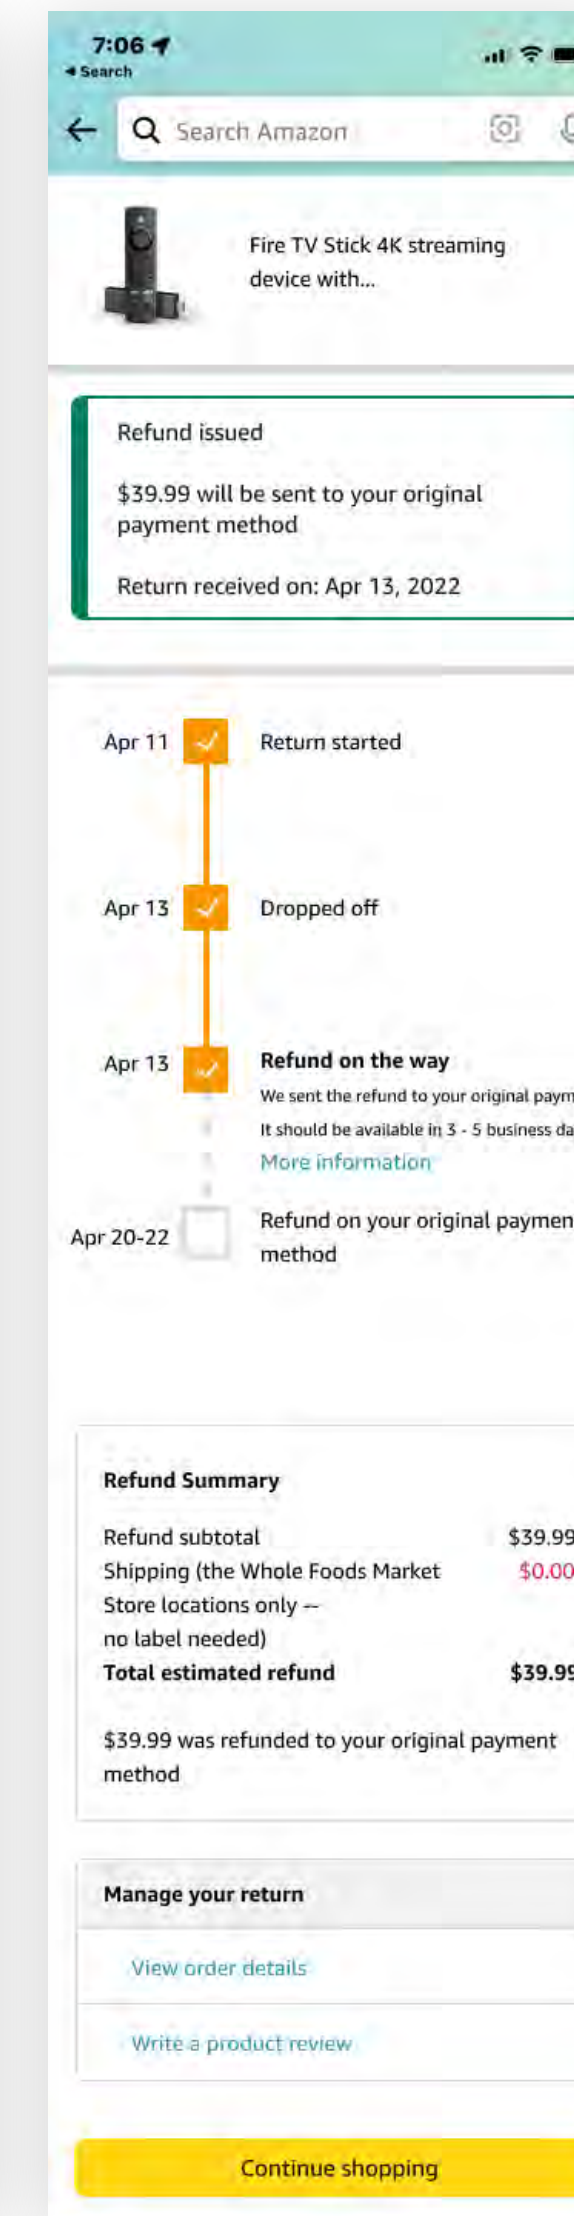 7:06
Search
Search Amazon
Fire TV Stick 4K streaming
device with...
Refund issued
$39.99 will be sent to your original
payment method
Return received on: Apr 13, 2022
Apr 11 Return started
Apr 13 Dropped off
Apr 13 Refund on the way
We sent the refund to your original paym
It should be available in 3 - 5 business da
More information
Apr 20-22 Refund on your original paymen
method
Refund Summary
Refund subtotal $39.99
Shipping (the Whole Foods Market $0.00
Store locations only --
no label needed)
Total estimated refund $39.99
$39.99 was refunded to your original payment
method
Manage your return
View order details
Write a product review
Continue shopping